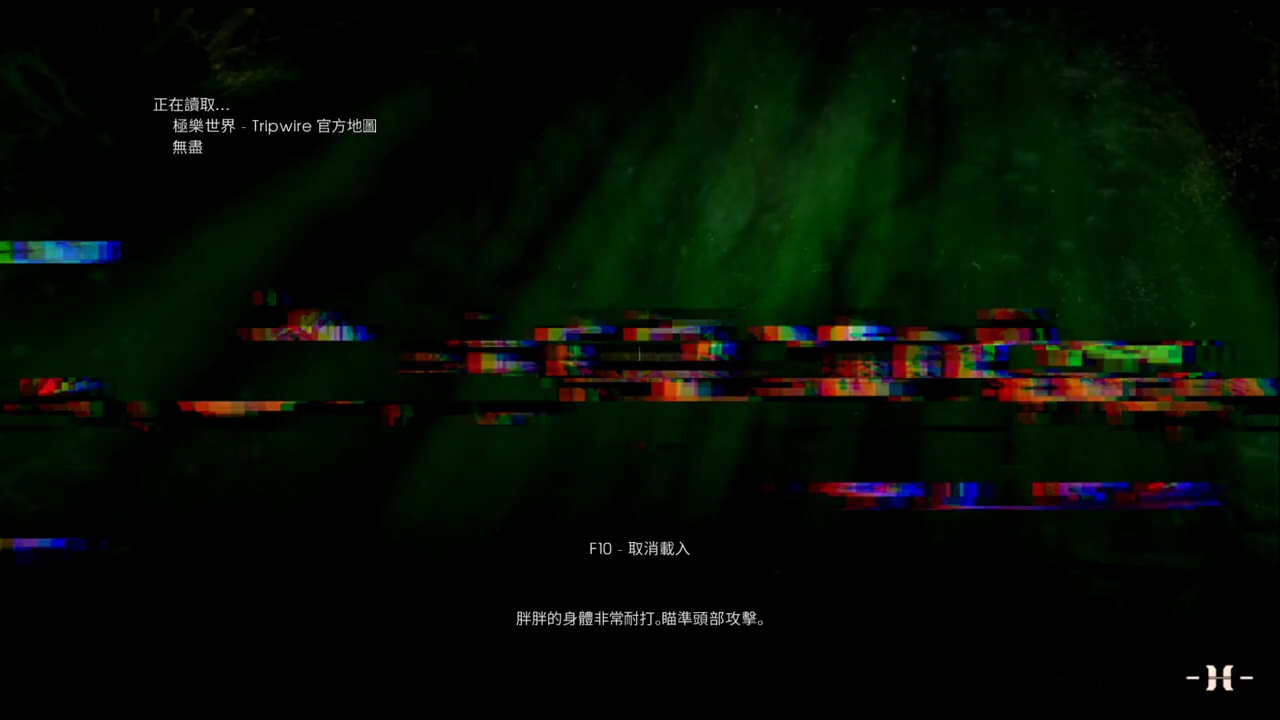 正在讀取...
極樂世界 - Tripwire 官方地圖
無盡
F10 - 取消載入
胖胖的身體非常耐打。瞄準頭部攻擊。